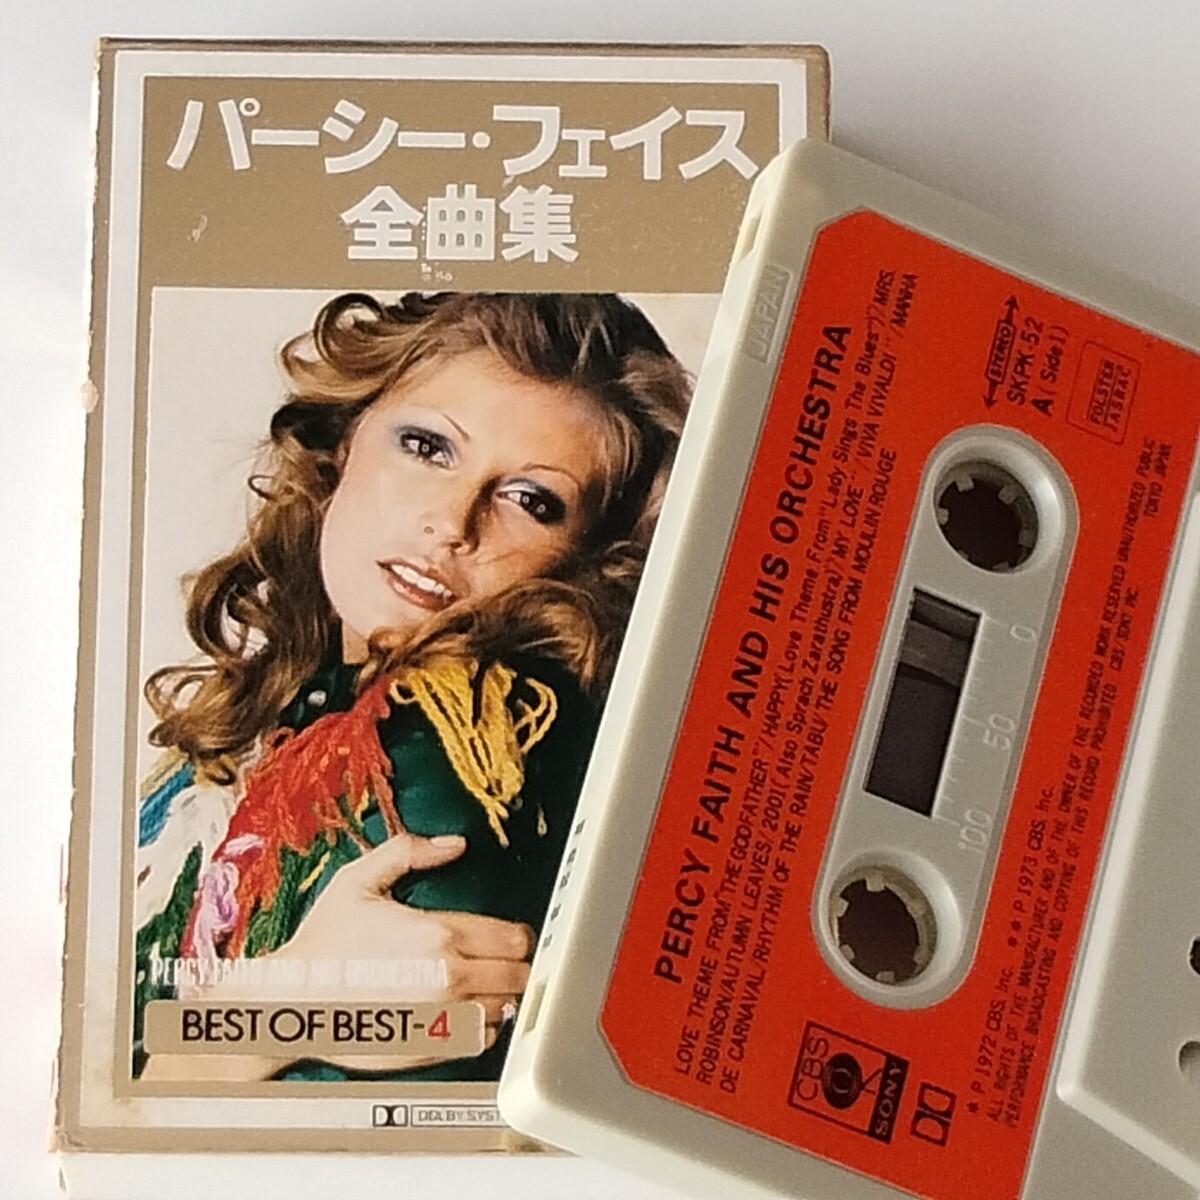 パーシー・フェイス
全曲集
PERCY FAITH AND HIS ORCHESTRA
BEST OF BEST-4
DOLBY SYST
JAPAN
STEREO
SKPK-52
A(Side 1)
FOLSTER
J.A.S.R.A.C
PERCY FAITH AND HIS ORCHESTRA
LOVE THEME FROM "THE GODFATHER"/HAPPY(Love Theme From "Lady Sings The Blues")/MRS.
ROBINSON/AUTUMN LEAVES/2001(Also Sprach Zarathustra)/MY LOVE/VIVA VIVALDI/MANHA
DE CARNAVAL/RHYTHM OF THE RAIN/TABU/THE SONG FROM MOULIN ROUGE
0
50
100
CBS
SONY
* P 1972 CBS. Inc. ** P 1973 CBS. Inc.
ALL RIGHTS OF THE MANUFACTURER AND OF THE OWNER OF THE RECORDED WORK RESERVED UNAUTHORIZED PUBLIC
PERFORMANCE BROADCASTING AND COPYING OF THIS RECORD PROHIBITED CBS SONY INC TOKYO JAPAN